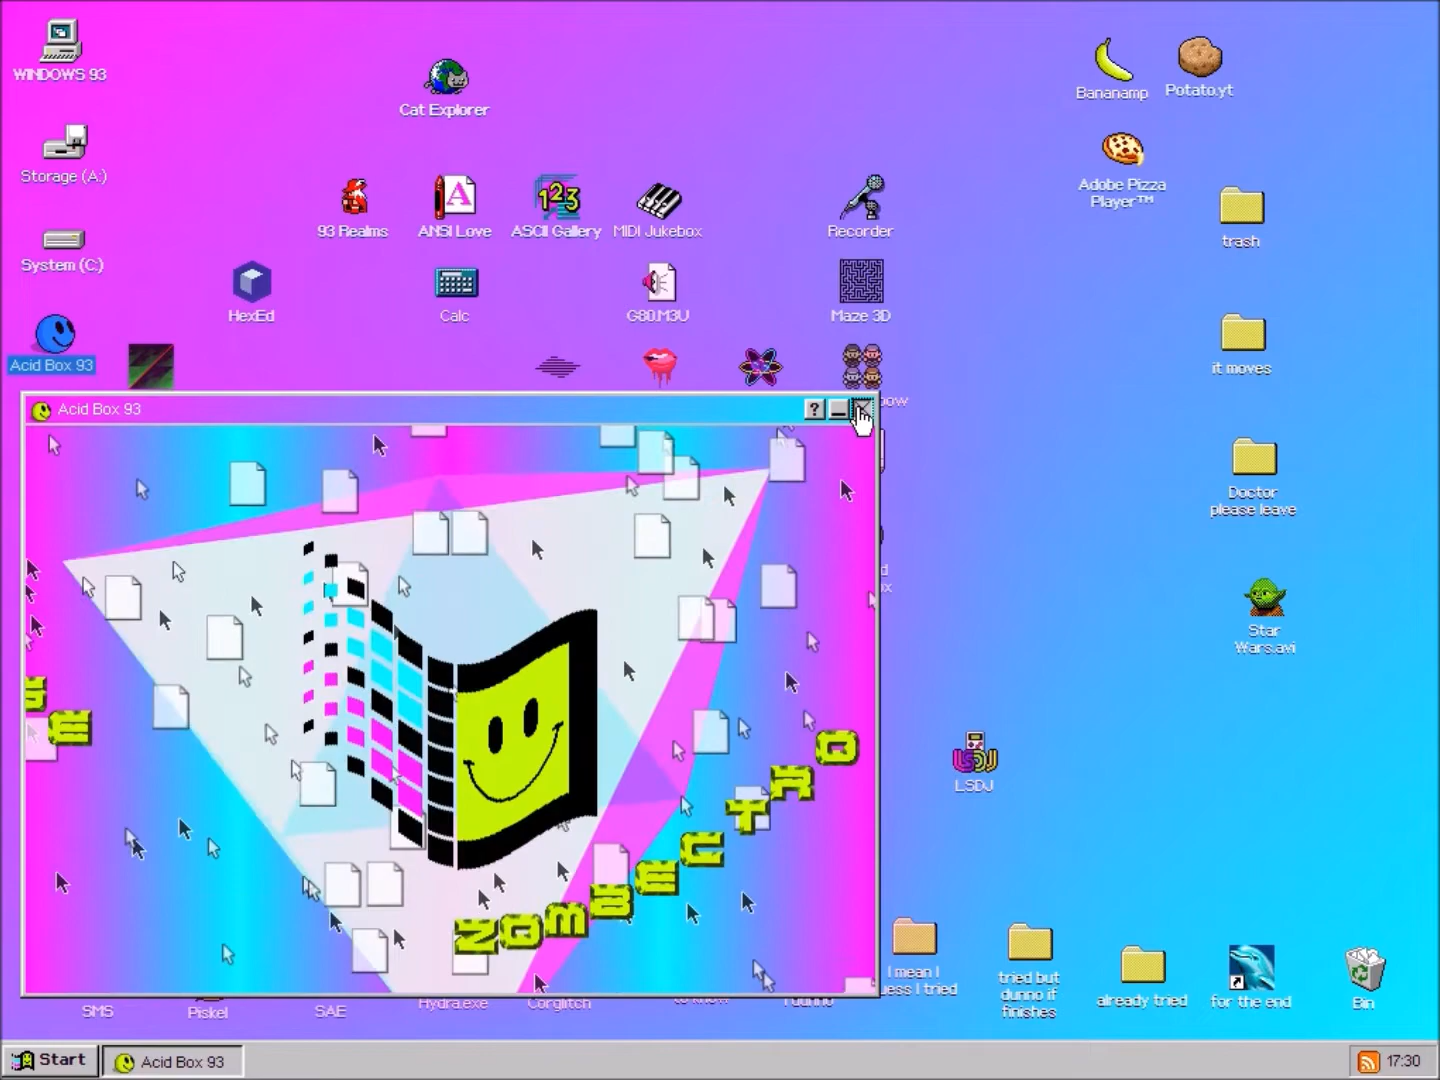 WINDOWS 93
Cat Explorer
Bananamp
Potato.yt
Storage (A:)
Adobe Pizza
Player™
93 Realms
ANSI Love
A
123
ASCII Gallery
MIDI Jukebox
Recorder
trash
System (C:)
HexEd
Calc
G80.M3U
Maze 3D
Acid Box 93
it moves
Acid Box 93
?
Doctor
please leave
Star
Wars.avi
LSDJ
LSDJ
E
NOMBECTRO
I mean I
tried but
dunno if
finishes
already tried
for the end
Bin
SMS
Piskel
SAE
Hydra.exe
Corglitch
Start
Acid Box 93
17:30